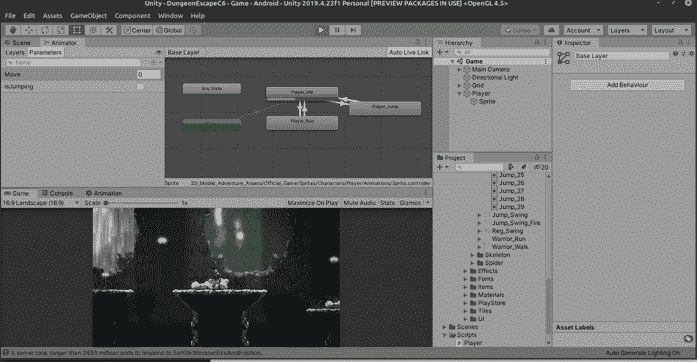 Unity - DungeonEscapeC6 - Game - Android - Unity 2019.4.22f1 Personal [PREVIEW PACKAGES IN USE] <OpenGL 4.5>
File Edit Assets GameObject Component Window Help
Center Global
Collab Account Layers Layout
Scene Animator
Layers Parameters
Name
Move 0
isJumping
Base Layer
Auto Live Link
Any State
Player_Idle
Player_Jump
Player_Run
Hierarchy
All
Game
Main Camera
Directional Light
Grid
Player
Sprite
Inspector
Base Layer
Add Behaviour
Asset Labels
Project
20
Jump_25
Jump_26
Jump_27
Jump_28
Jump_29
Jump_Swing
Jump_Swing_Fire
Reg_Swing
Warrior_Run
Warrior_Walk
Skeleton
Spider
Effects
Fonts
Items
Materials
PlayStore
Tiles
UI
Scenes
Scripts
Player
Sprite 2D_Mobile_Adventure_Assets/Official_Game/Sprites/Characters/Player/Animations/Sprite.controller
Game Console Animation
16:9 Landscape (16:9) Scale 1x Maximize On Play Mute Audio Stats Gizmos
X server took longer than
milliseconds to respond to
Auto Generate Lighting On